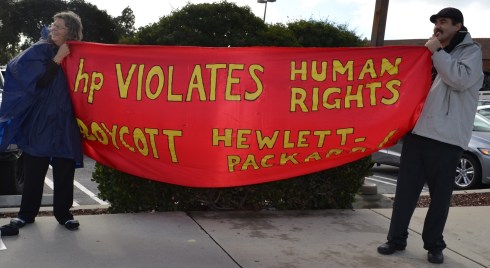 hp VIOLATES HUMAN RIGHTS
BOYCOTT HEWLETT-PACKARD!